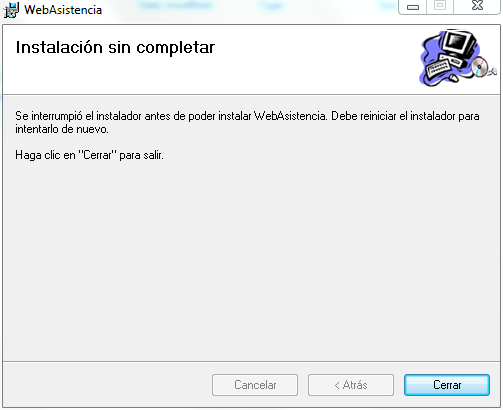 WebAsistencia
Instalación sin completar
Se interrumpió el instalador antes de poder instalar WebAsistencia. Debe reiniciar el instalador para
intentarlo de nuevo.
Haga clic en "Cerrar" para salir.
Cancelar < Atrás Cerrar